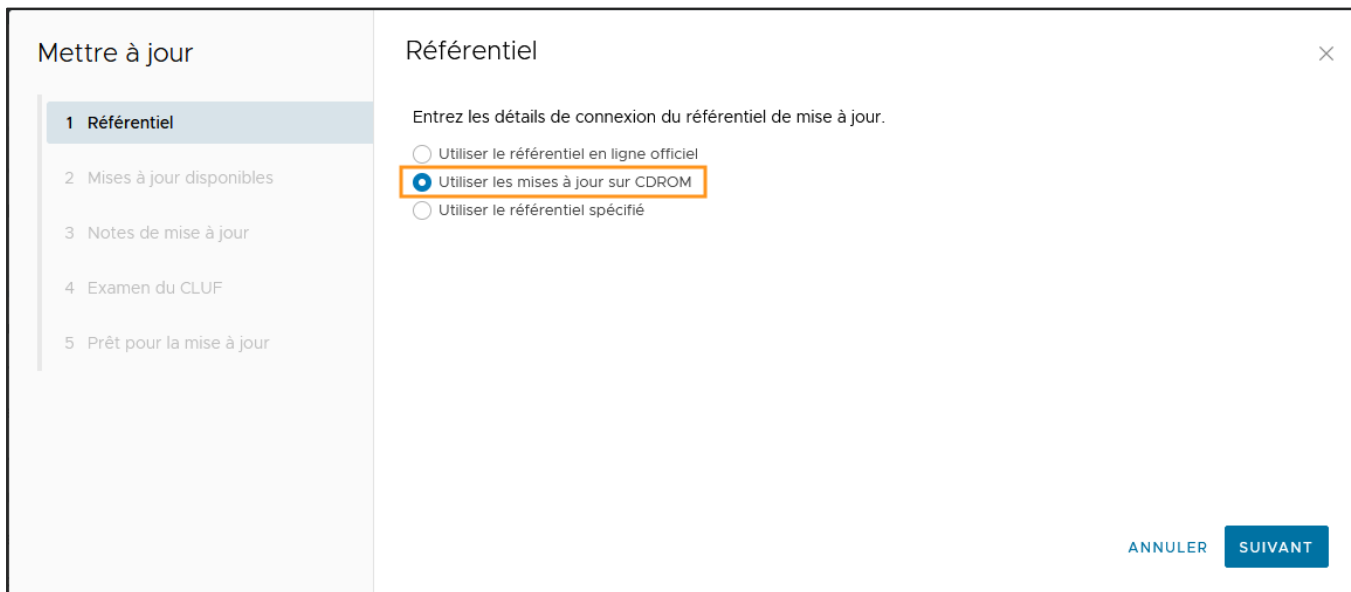 Mettre à jour
1 Référentiel
2 Mises à jour disponibles
3 Notes de mise à jour
4 Examen du CLUF
5 Prêt pour la mise à jour
Référentiel
Entrez les détails de connexion du référentiel de mise à jour.
Utiliser le référentiel en ligne officiel
Utiliser les mises à jour sur CDROM
Utiliser le référentiel spécifié
ANNULER
SUIVANT